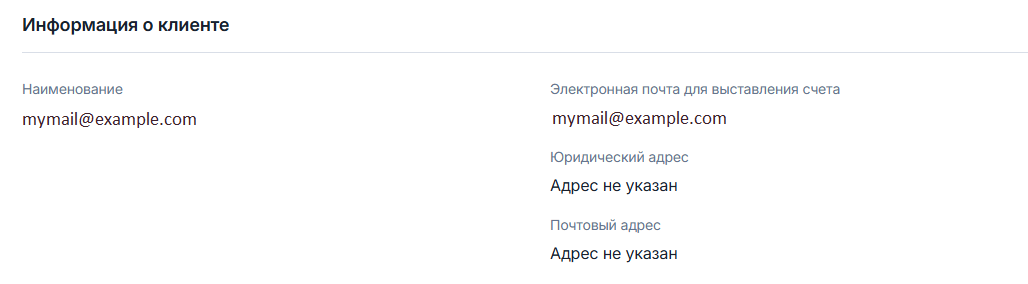 Информация о клиенте
Наименование
mymail@example.com
Электронная почта для выставления счета
mymail@example.com
Юридический адрес
Адрес не указан
Почтовый адрес
Адрес не указан